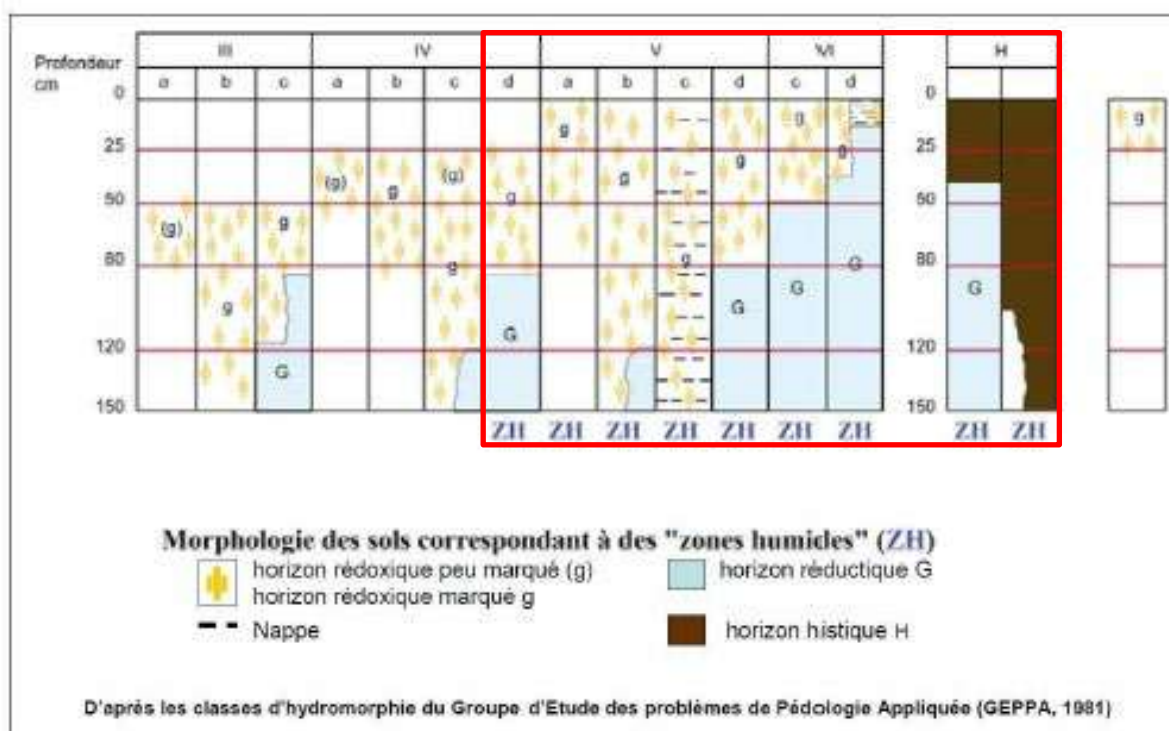 III IV V VI H
Profondeur
cm
a b c a b c d a b c d c d
0 0
g g g
25 25
(g) g (g) g g g g
50 50
(g) g
80 80
g g g G
g G G G G
120 120
G
150 150
ZH ZH ZH ZH ZH ZH ZH ZH ZH
Morphologie des sols correspondant à des "zones humides" (ZH)
horizon rédoxique peu marqué (g)
horizon réductique G
horizon rédoxique marqué g
Nappe
horizon histique H
D'après les classes d'hydromorphie du Groupe d'Etude des problèmes de Pédologie Appliquée (GEPPA, 1981)